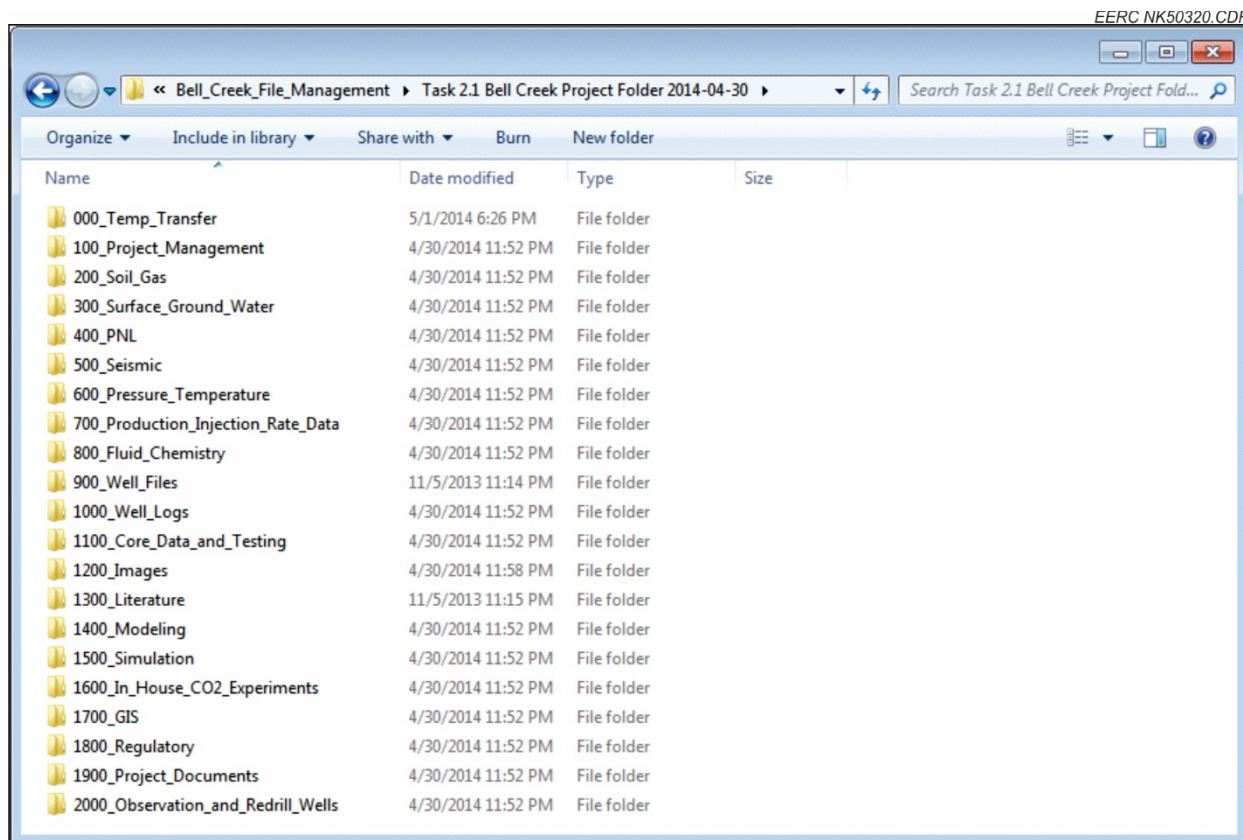 EERC NK50320.CDR
« Bell_Creek_File_Management ▸ Task 2.1 Bell Creek Project Folder 2014-04-30 ▸ Search Task 2.1 Bell Creek Project Fold...
Organize ▾ Include in library ▾ Share with ▾ Burn New folder
Name Date modified Type Size
000_Temp_Transfer 5/1/2014 6:26 PM File folder
100_Project_Management 4/30/2014 11:52 PM File folder
200_Soil_Gas 4/30/2014 11:52 PM File folder
300_Surface_Ground_Water 4/30/2014 11:52 PM File folder
400_PNL 4/30/2014 11:52 PM File folder
500_Seismic 4/30/2014 11:52 PM File folder
600_Pressure_Temperature 4/30/2014 11:52 PM File folder
700_Production_Injection_Rate_Data 4/30/2014 11:52 PM File folder
800_Fluid_Chemistry 4/30/2014 11:52 PM File folder
900_Well_Files 11/5/2013 11:14 PM File folder
1000_Well_Logs 4/30/2014 11:52 PM File folder
1100_Core_Data_and_Testing 4/30/2014 11:52 PM File folder
1200_Images 4/30/2014 11:58 PM File folder
1300_Literature 11/5/2013 11:15 PM File folder
1400_Modeling 4/30/2014 11:52 PM File folder
1500_Simulation 4/30/2014 11:52 PM File folder
1600_In_House_CO2_Experiments 4/30/2014 11:52 PM File folder
1700_GIS 4/30/2014 11:52 PM File folder
1800_Regulatory 4/30/2014 11:52 PM File folder
1900_Project_Documents 4/30/2014 11:52 PM File folder
2000_Observation_and_Redrill_Wells 4/30/2014 11:52 PM File folder